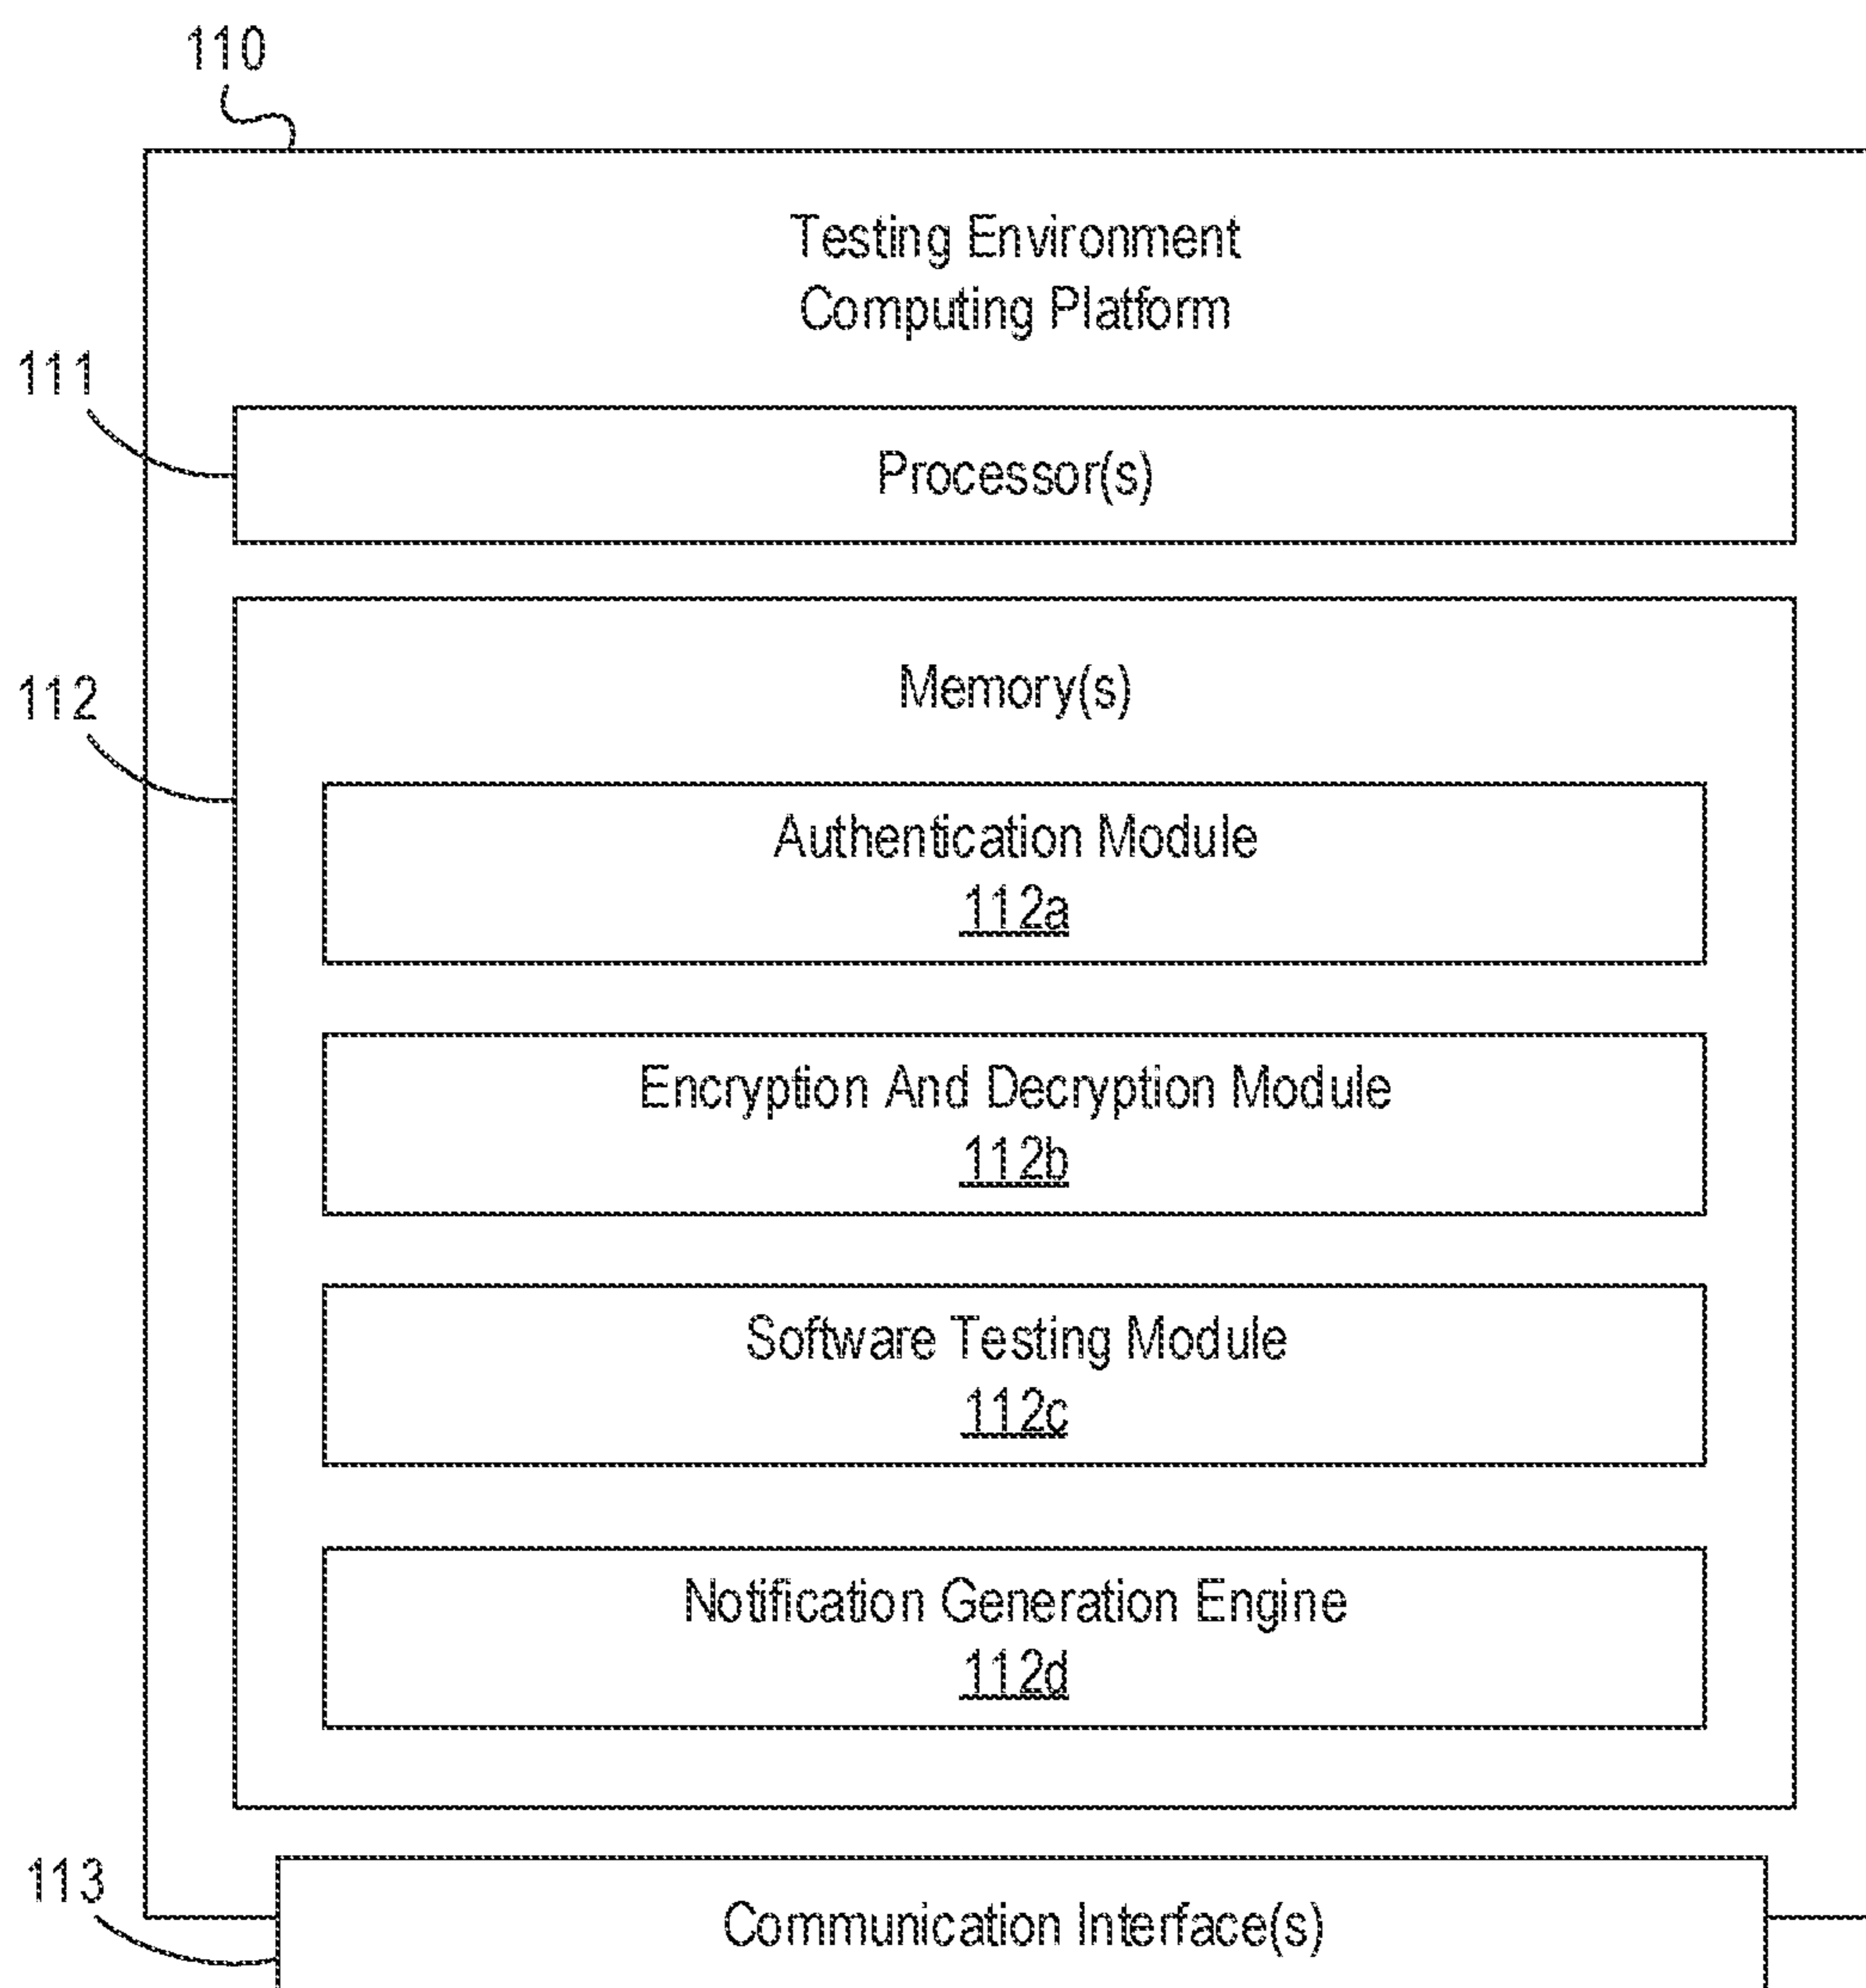 110
Testing Environment
Computing Platform
111
Processor(s)
112
Memory(s)
Authentication Module
112a
Encryption And Decryption Module
112b
Software Testing Module
112c
Notification Generation Engine
112d
113
Communication Interface(s)